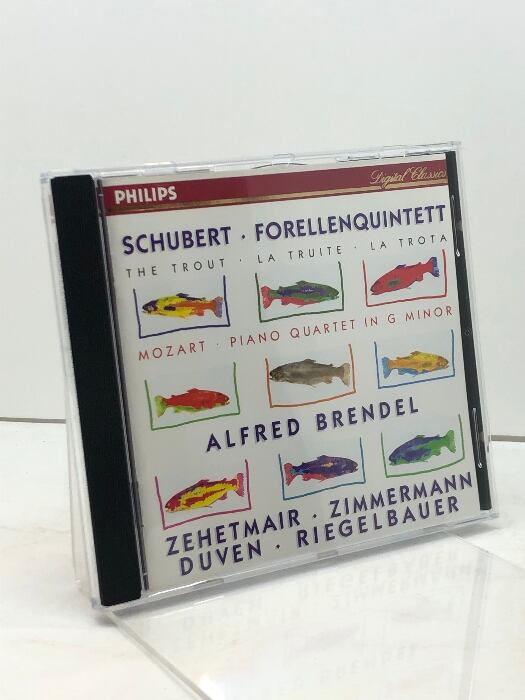 PHILIPS
Digital Classics
SCHUBERT · FORELLENQUINTETT
THE TROUT · LA TRUITE · LA TROTA
MOZART · PIANO QUARTET IN G MINOR
ALFRED BRENDEL
ZEHETMAIR · ZIMMERMANN
DUVEN · RIEGELBAUER